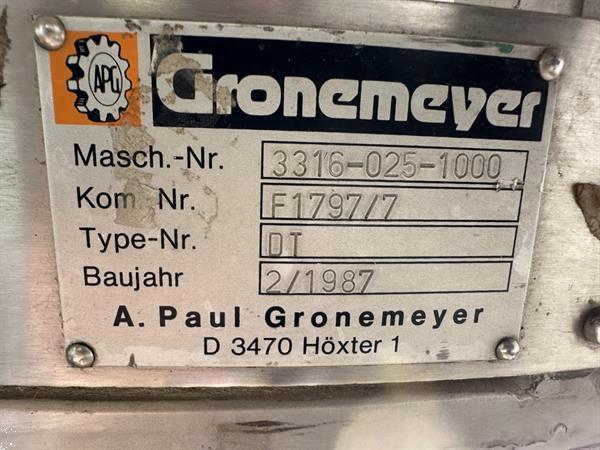 APG
Gronemeyer
Masch.-Nr. 3316-025-1000
Kom Nr. F1797/7
Type-Nr. DT
Baujahr 2/1987
A. Paul Gronemeyer
D 3470 Höxter 1